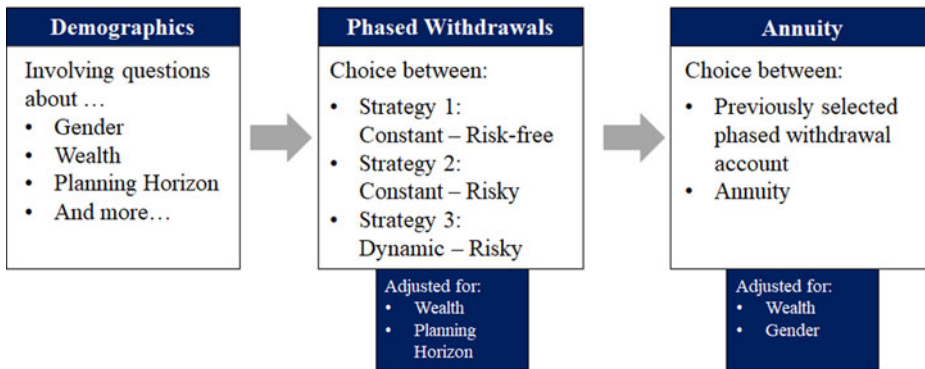 Demographics
Involving questions
about …
• Gender
• Wealth
• Planning Horizon
• And more…
Phased Withdrawals
Choice between:
• Strategy 1:
Constant – Risk-free
• Strategy 2:
Constant – Risky
• Strategy 3:
Dynamic – Risky
Adjusted for:
• Wealth
• Planning
Horizon
Annuity
Choice between:
• Previously selected
phased withdrawal
account
• Annuity
Adjusted for:
• Wealth
• Gender